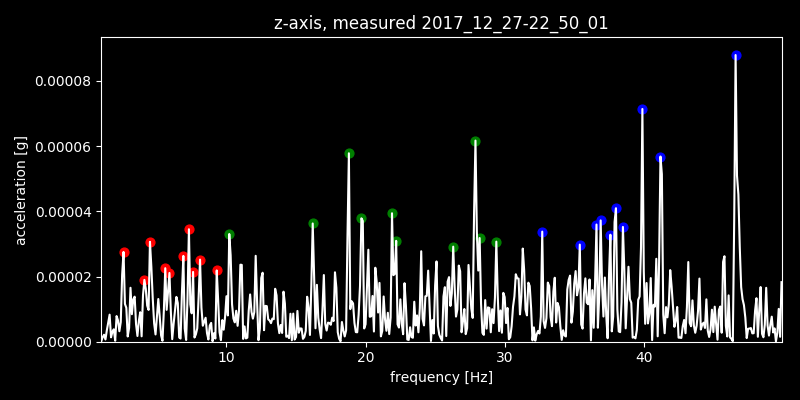 z-axis, measured 2017_12_27-22_50_01
0.00008
0.00006
0.00004
0.00002
0.00000
acceleration [g]
10 20 30 40
frequency [Hz]